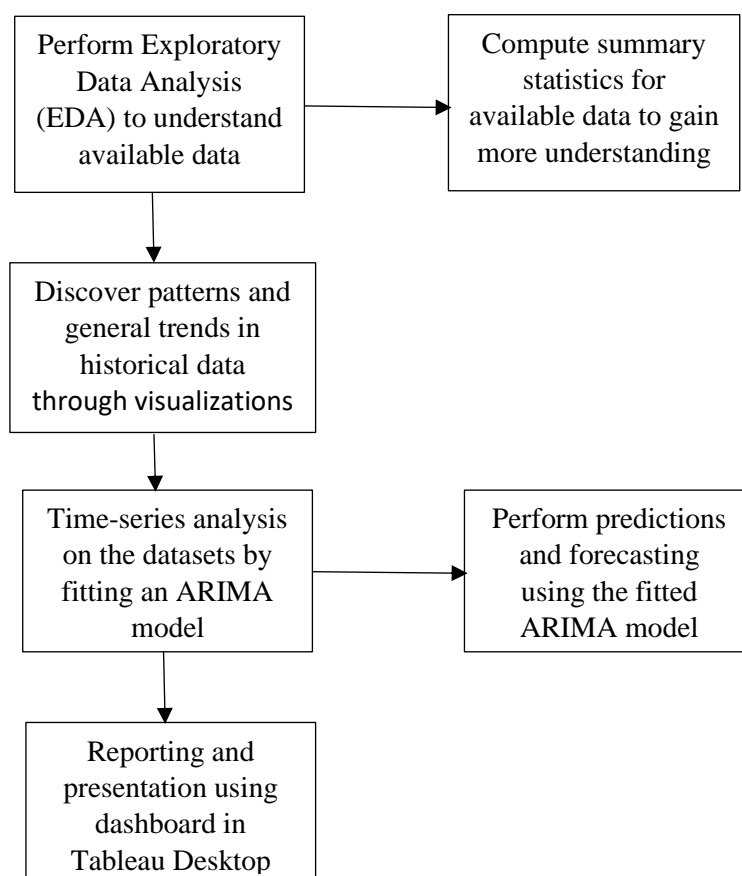 Perform Exploratory
Data Analysis
(EDA) to understand
available data
Compute summary
statistics for
available data to gain
more understanding
Discover patterns and
general trends in
historical data
through visualizations
Time-series analysis
on the datasets by
fitting an ARIMA
model
Perform predictions
and forecasting
using the fitted
ARIMA model
Reporting and
presentation using
dashboard in
Tableau Desktop